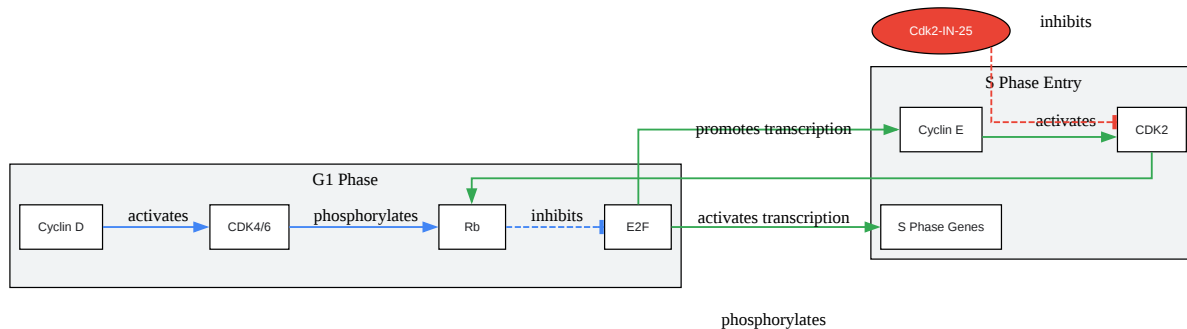 Cdk2-IN-25
inhibits
S Phase Entry
promotes transcription
Cyclin E
activates
CDK2
G1 Phase
Cyclin D
activates
CDK4/6
phosphorylates
Rb
inhibits
E2F
activates transcription
S Phase Genes
phosphorylates